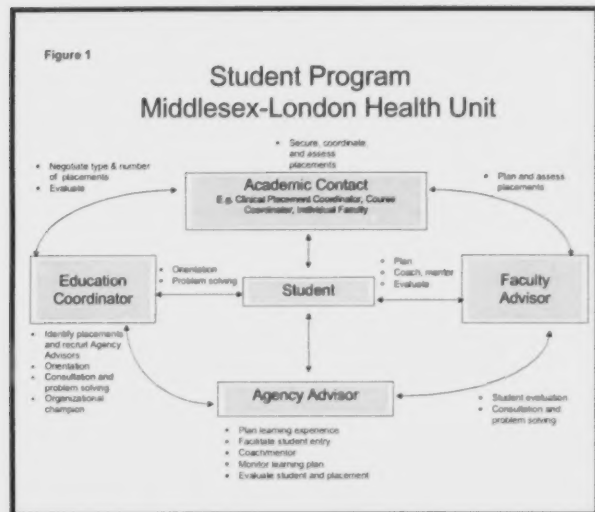 Figure 1
Student Program
Middlesex-London Health Unit
• Secure, coordinate
and assess
placements
• Negotiate type & number
of placements
• Evaluate
• Plan and assess
placements
Academic Contact
E.g. Clinical Placement Coordinator, Course
Coordinator, Individual Faculty
Education
Coordinator
• Orientation
• Problem solving
Student
• Plan
• Coach, mentor
• Evaluate
Faculty
Advisor
• Identify placements
and recruit Agency
Advisors
• Orientation
• Consultation and
problem solving
• Organizational
champion
Agency Advisor
• Student evaluation
• Consultation and
problem solving
• Plan learning experience
• Facilitate student entry
• Coach/mentor
• Monitor learning plan
• Evaluate student and placement